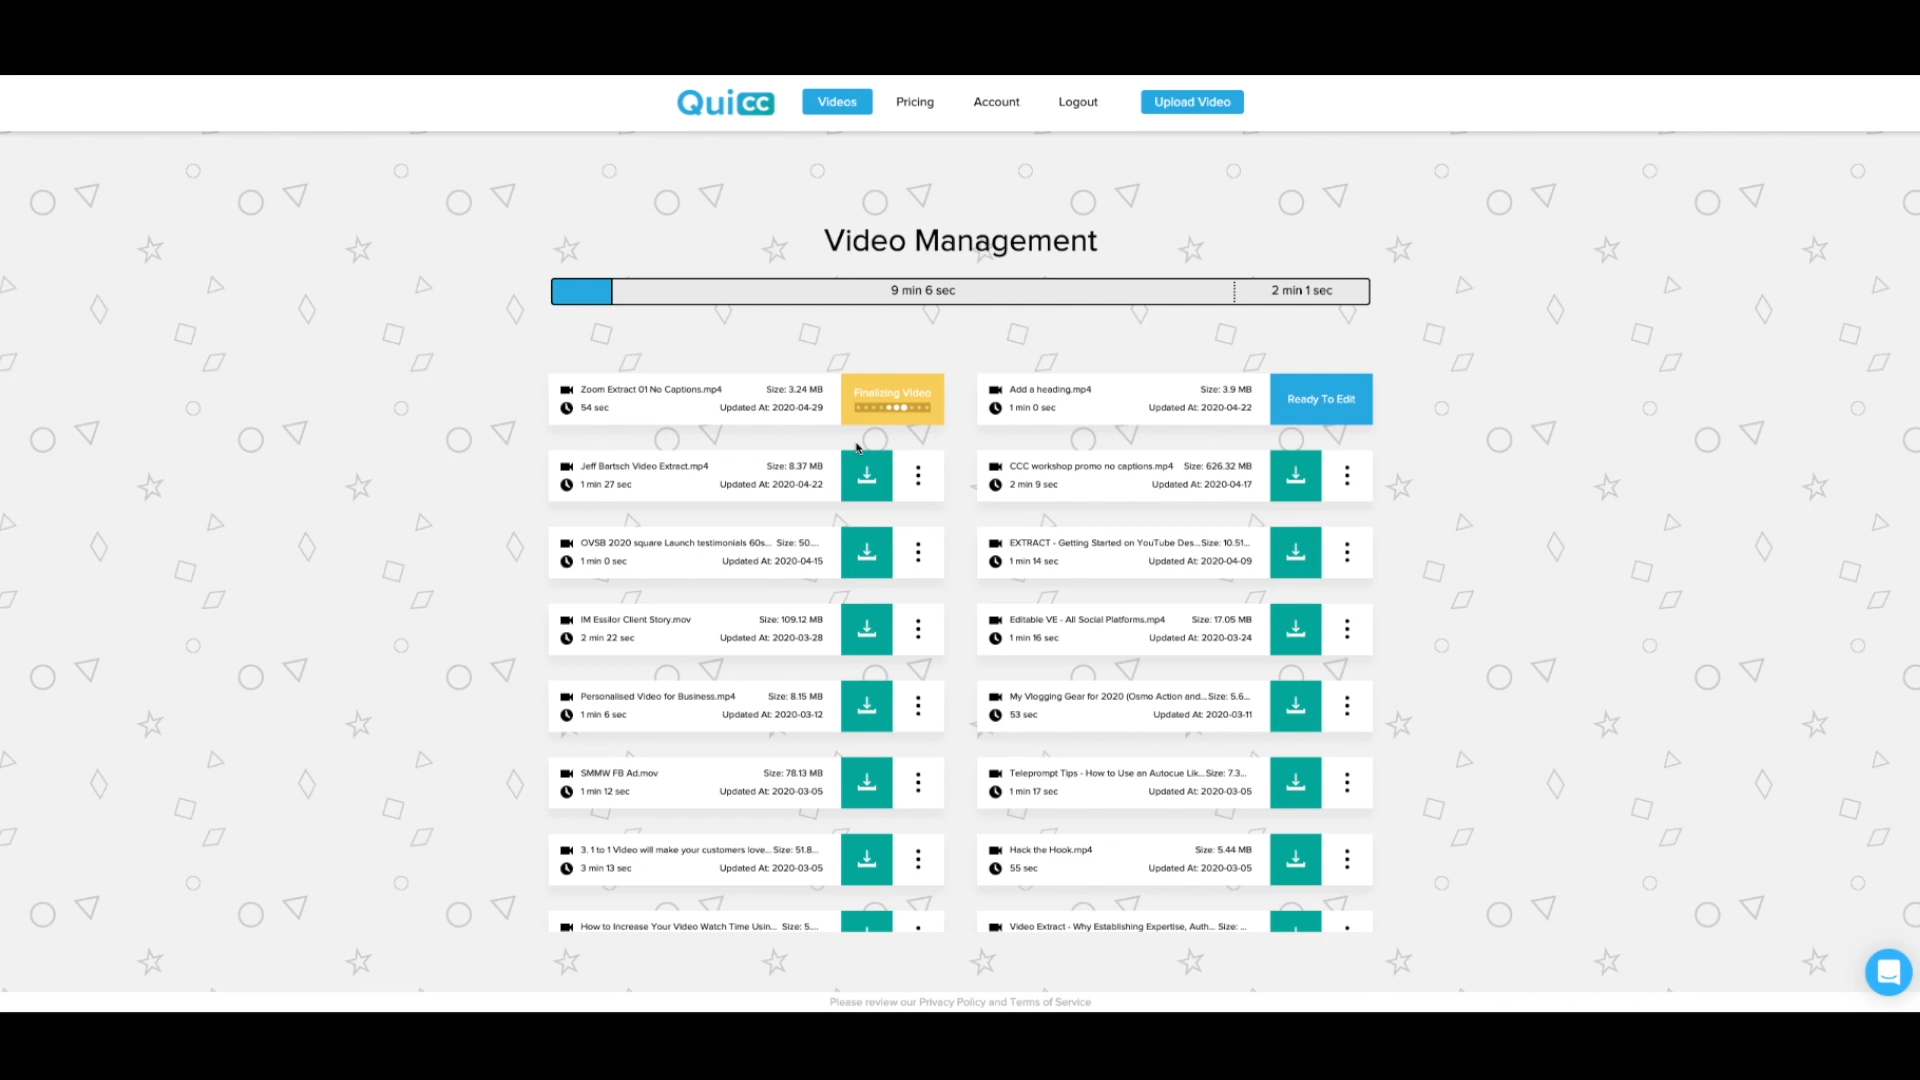 Quicc Videos Pricing Account Logout Upload Video
Video Management
9 min 6 sec 2 min 1 sec
Zoom Extract 01 No Captions.mp4 Size: 3.24 MB
54 sec Updated At: 2020-04-29
Finalizing Video
Add a heading.mp4 Size: 3.9 MB
1 min 0 sec Updated At: 2020-04-22
Ready To Edit
Jeff Bartsch Video Extract.mp4 Size: 8.37 MB
1 min 27 sec Updated At: 2020-04-22
CCC workshop promo no captions.mp4 Size: 626.32 MB
2 min 9 sec Updated At: 2020-04-17
OVSB 2020 square Launch testimonials 60s... Size: 50....
1 min 0 sec Updated At: 2020-04-15
EXTRACT - Getting Started on YouTube Des... Size: 10.51...
1 min 14 sec Updated At: 2020-04-09
IM Essilor Client Story.mov Size: 109.12 MB
2 min 22 sec Updated At: 2020-03-28
Editable VE - All Social Platforms.mp4 Size: 17.05 MB
1 min 16 sec Updated At: 2020-03-24
Personalised Video for Business.mp4 Size: 8.15 MB
1 min 6 sec Updated At: 2020-03-12
My Vlogging Gear for 2020 (Osmo Action and... Size: 5.6...
53 sec Updated At: 2020-03-11
SMMW FB Ad.mov Size: 78.13 MB
1 min 12 sec Updated At: 2020-03-05
Teleprompt Tips - How to Use an Autocue Lik... Size: 7.3...
1 min 17 sec Updated At: 2020-03-05
3. 1 to 1 Video will make your customers love... Size: 51.8...
3 min 13 sec Updated At: 2020-03-05
Hack the Hook.mp4 Size: 5.44 MB
55 sec Updated At: 2020-03-05
How to Increase Your Video Watch Time Usin... Size: 5....
Video Extract - Why Establishing Expertise, Auth... Size: ...
Please review our Privacy Policy and Terms of Service